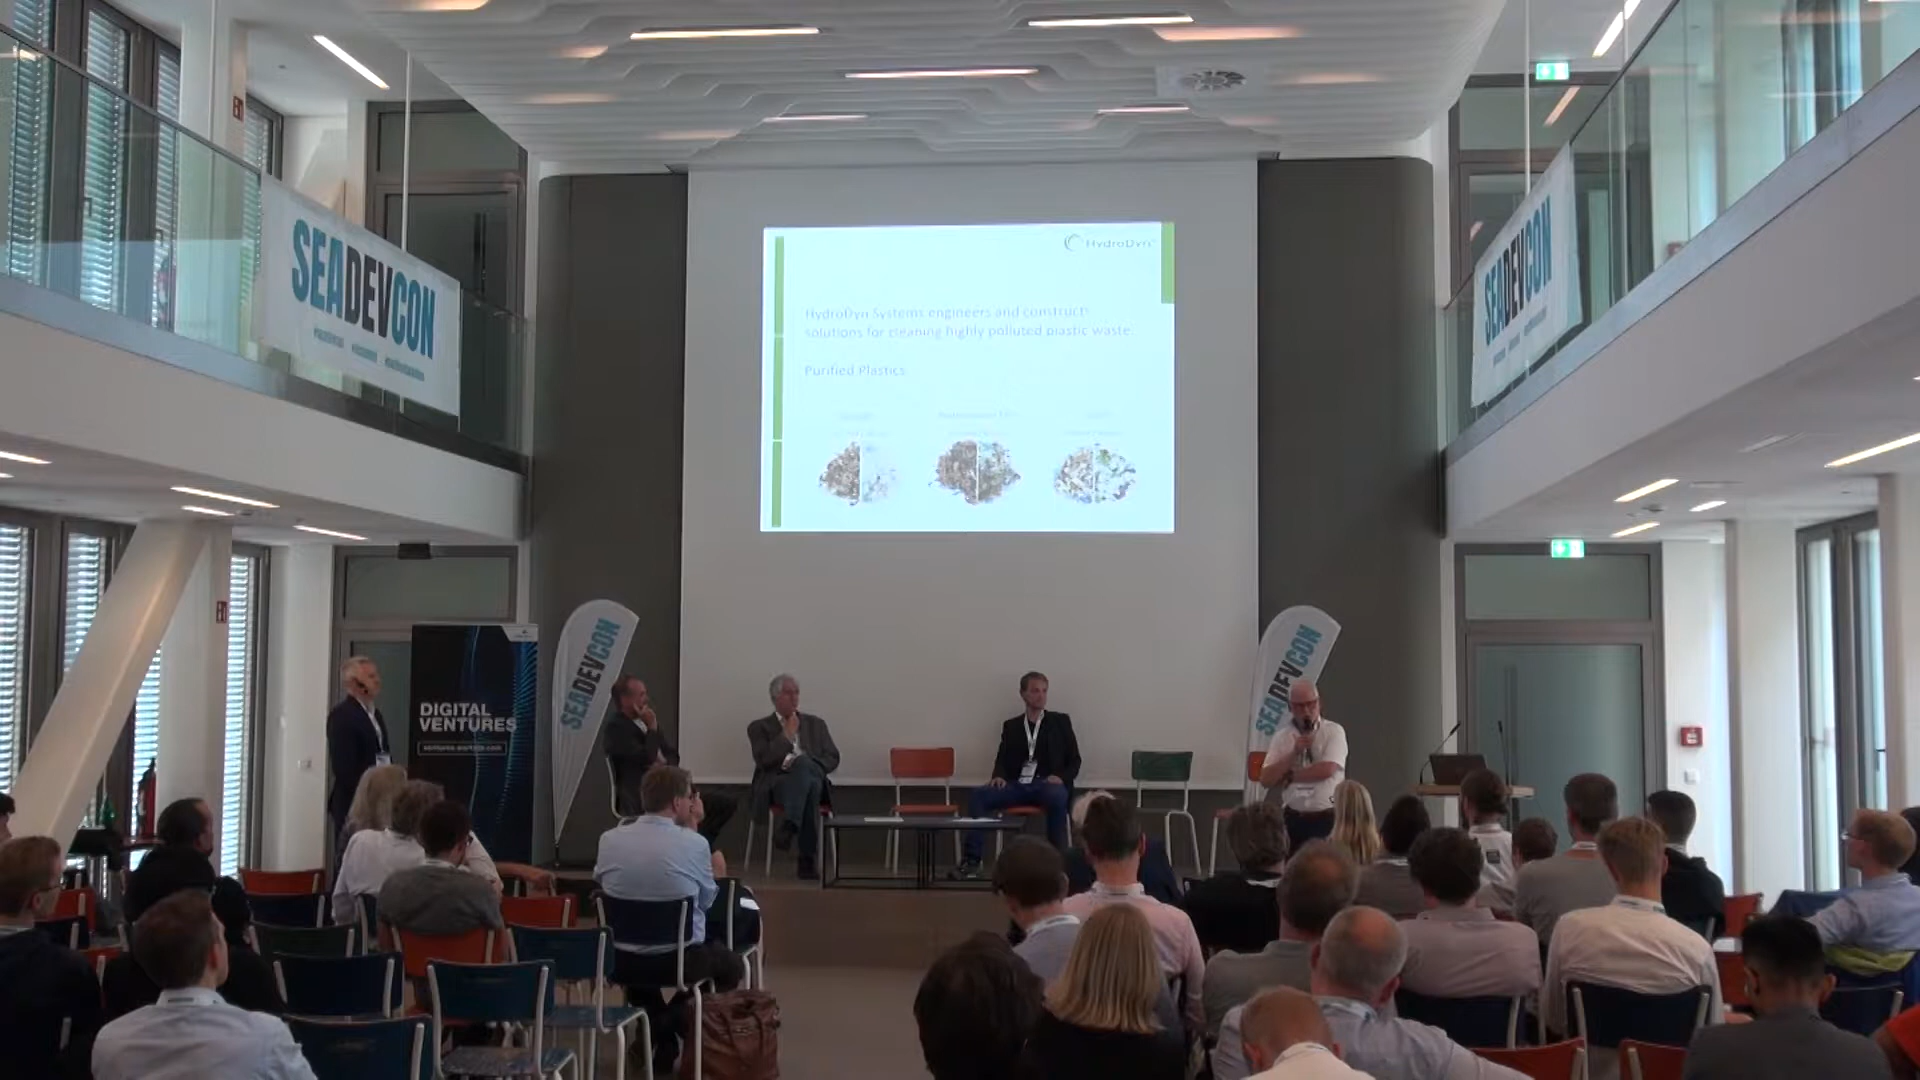 SEADEVCON
HydroDyn
HydroDyn Systems engineers and constructs
solutions for cleaning highly polluted plastic waste.
Purified Plastics
SEADEVCON
DIGITAL
VENTURES
SEADEVCON
SEADEVCON